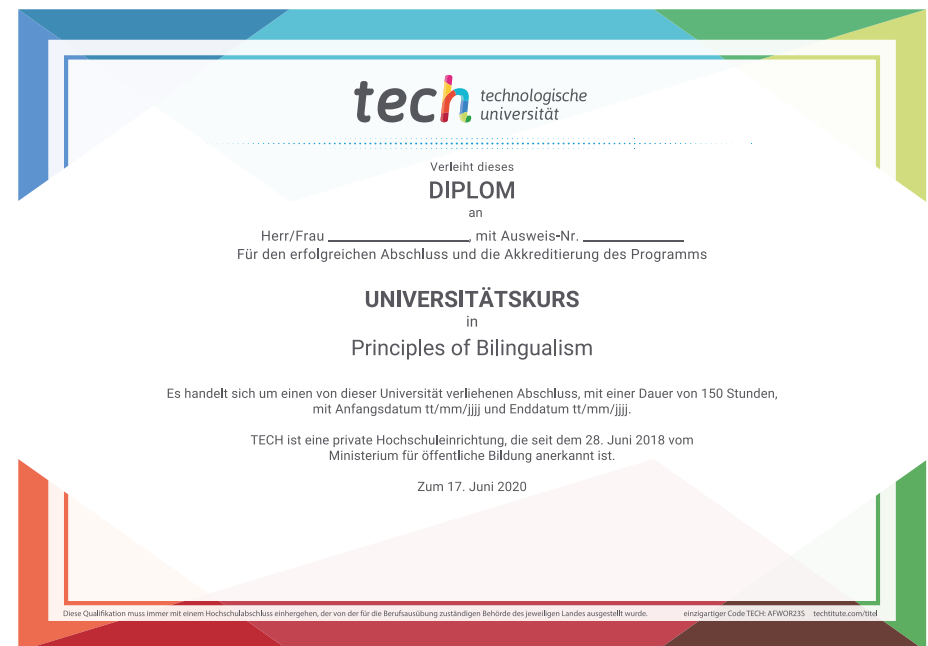 tech technologische
universität
Verleiht dieses
DIPLOM
an
Herr/Frau ____________________, mit Ausweis-Nr. ______________
Für den erfolgreichen Abschluss und die Akkreditierung des Programms
UNIVERSITÄTSKURS
in
Principles of Bilingualism
Es handelt sich um einen von dieser Universität verliehenen Abschluss, mit einer Dauer von 150 Stunden,
mit Anfangsdatum tt/mm/jjjj und Enddatum tt/mm/jjjj.
TECH ist eine private Hochschuleinrichtung, die seit dem 28. Juni 2018 vom
Ministerium für öffentliche Bildung anerkannt ist.
Zum 17. Juni 2020
Diese Qualifikation muss immer mit einem Hochschulabschluss einhergehen, der von der für die Berufsausübung zuständigen Behörde des jeweiligen Landes ausgestellt wurde. einzigartiger Code TECH: AFWOR23S techtitute.com/titel